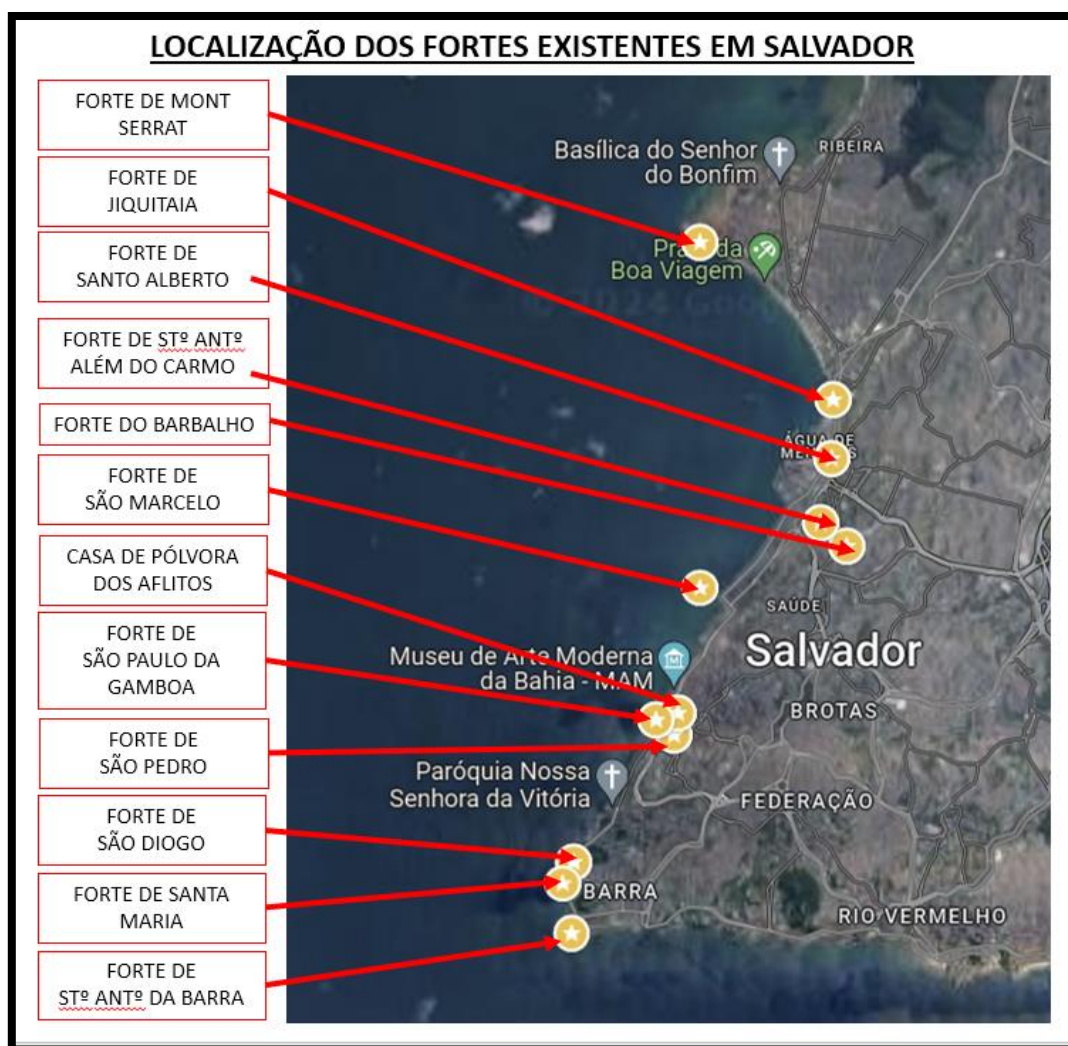 LOCALIZAÇÃO DOS FORTES EXISTENTES EM SALVADOR
FORTE DE MONT
SERRAT
FORTE DE
JIQUITAIA
FORTE DE
SANTO ALBERTO
FORTE DE STº ANTº
ALÉM DO CARMO
FORTE DO BARBALHO
FORTE DE
SÃO MARCELO
CASA DE PÓLVORA
DOS AFLITOS
FORTE DE
SÃO PAULO DA
GAMBOA
FORTE DE
SÃO PEDRO
FORTE DE
SÃO DIOGO
FORTE DE SANTA
MARIA
FORTE DE
STº ANTº DA BARRA
Basílica do Senhor
do Bonfim
RIBEIRA
da
Boa Viagem
© 2024
ÁGUA DE
SAÚDE
Salvador
Museu de Arte Moderna
da Bahia - MAM
BROTAS
Paróquia Nossa
Senhora da Vitória
FEDERAÇÃO
BARRA
RIO VERMELHO